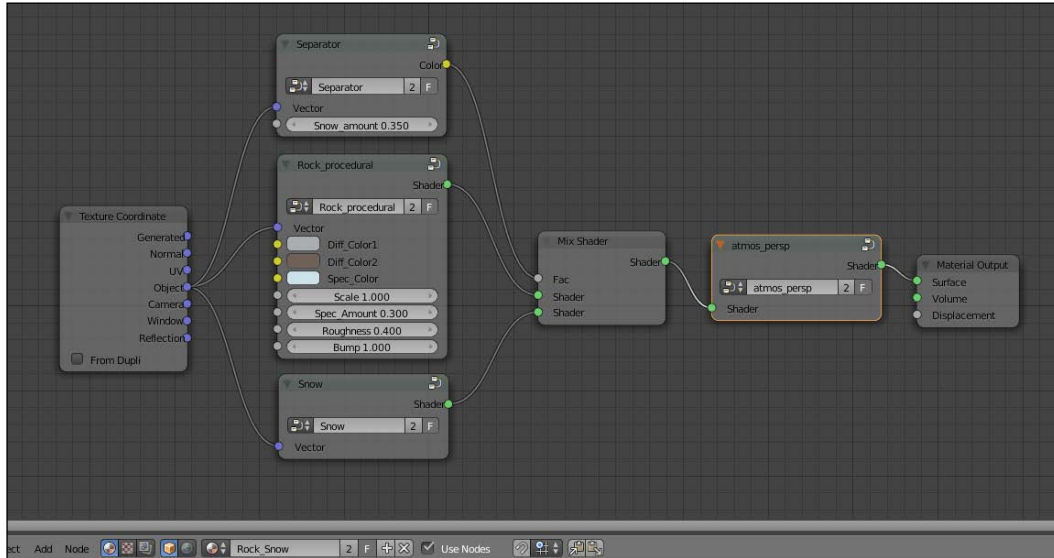 Separator
Color
Separator 2 F
Vector
Snow_amount 0.350
Rock_procedural
Shader
Rock_procedural 2 F
Vector
Diff_Color1
Diff_Color2
Spec_Color
Scale 1.000
Spec_Amount 0.300
Roughness 0.400
Bump 1.000
Texture Coordinate
Generated
Normal
UV
Object
Camera
Window
Reflection
From Dupli
Snow
Shader
Snow 2 F
Vector
Mix Shader
Shader
Fac
Shader
Shader
atmos_persp
Shader
atmos_persp 2 F
Shader
Material Output
Surface
Volume
Displacement
ect Add Node Rock_Snow 2 F Use Nodes